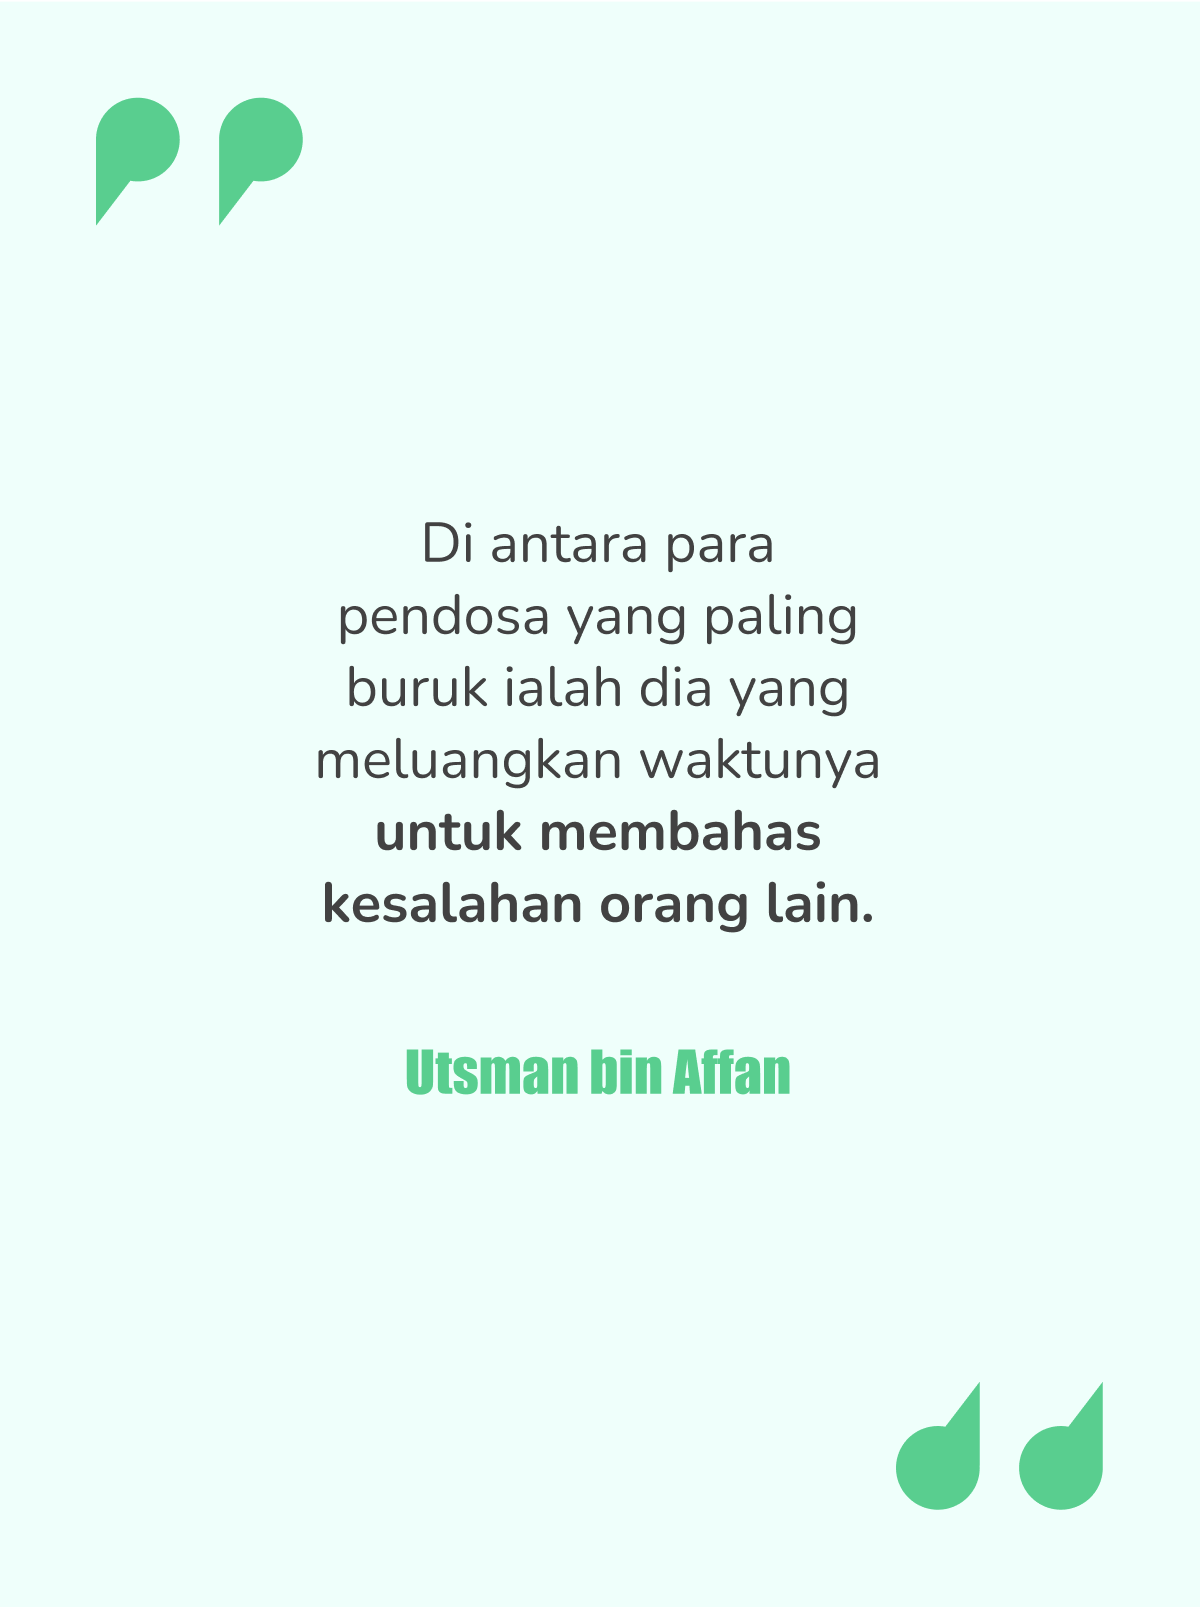 Di antara para
pendosa yang paling
buruk ialah dia yang
meluangkan waktunya
untuk membahas
kesalahan orang lain.
Utsman bin Affan